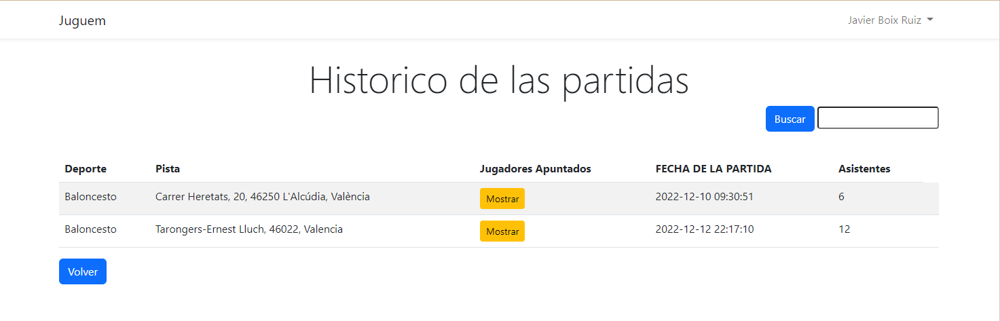 Juguem Javier Boix Ruiz
Historico de las partidas
Buscar
Deporte Pista Jugadores Apuntados FECHA DE LA PARTIDA Asistentes
Baloncesto Carrer Heretats, 20, 46250 L'Alcúdia, València Mostrar 2022-12-10 09:30:51 6
Baloncesto Tarongers-Ernest Lluch, 46022, Valencia Mostrar 2022-12-12 22:17:10 12
Volver